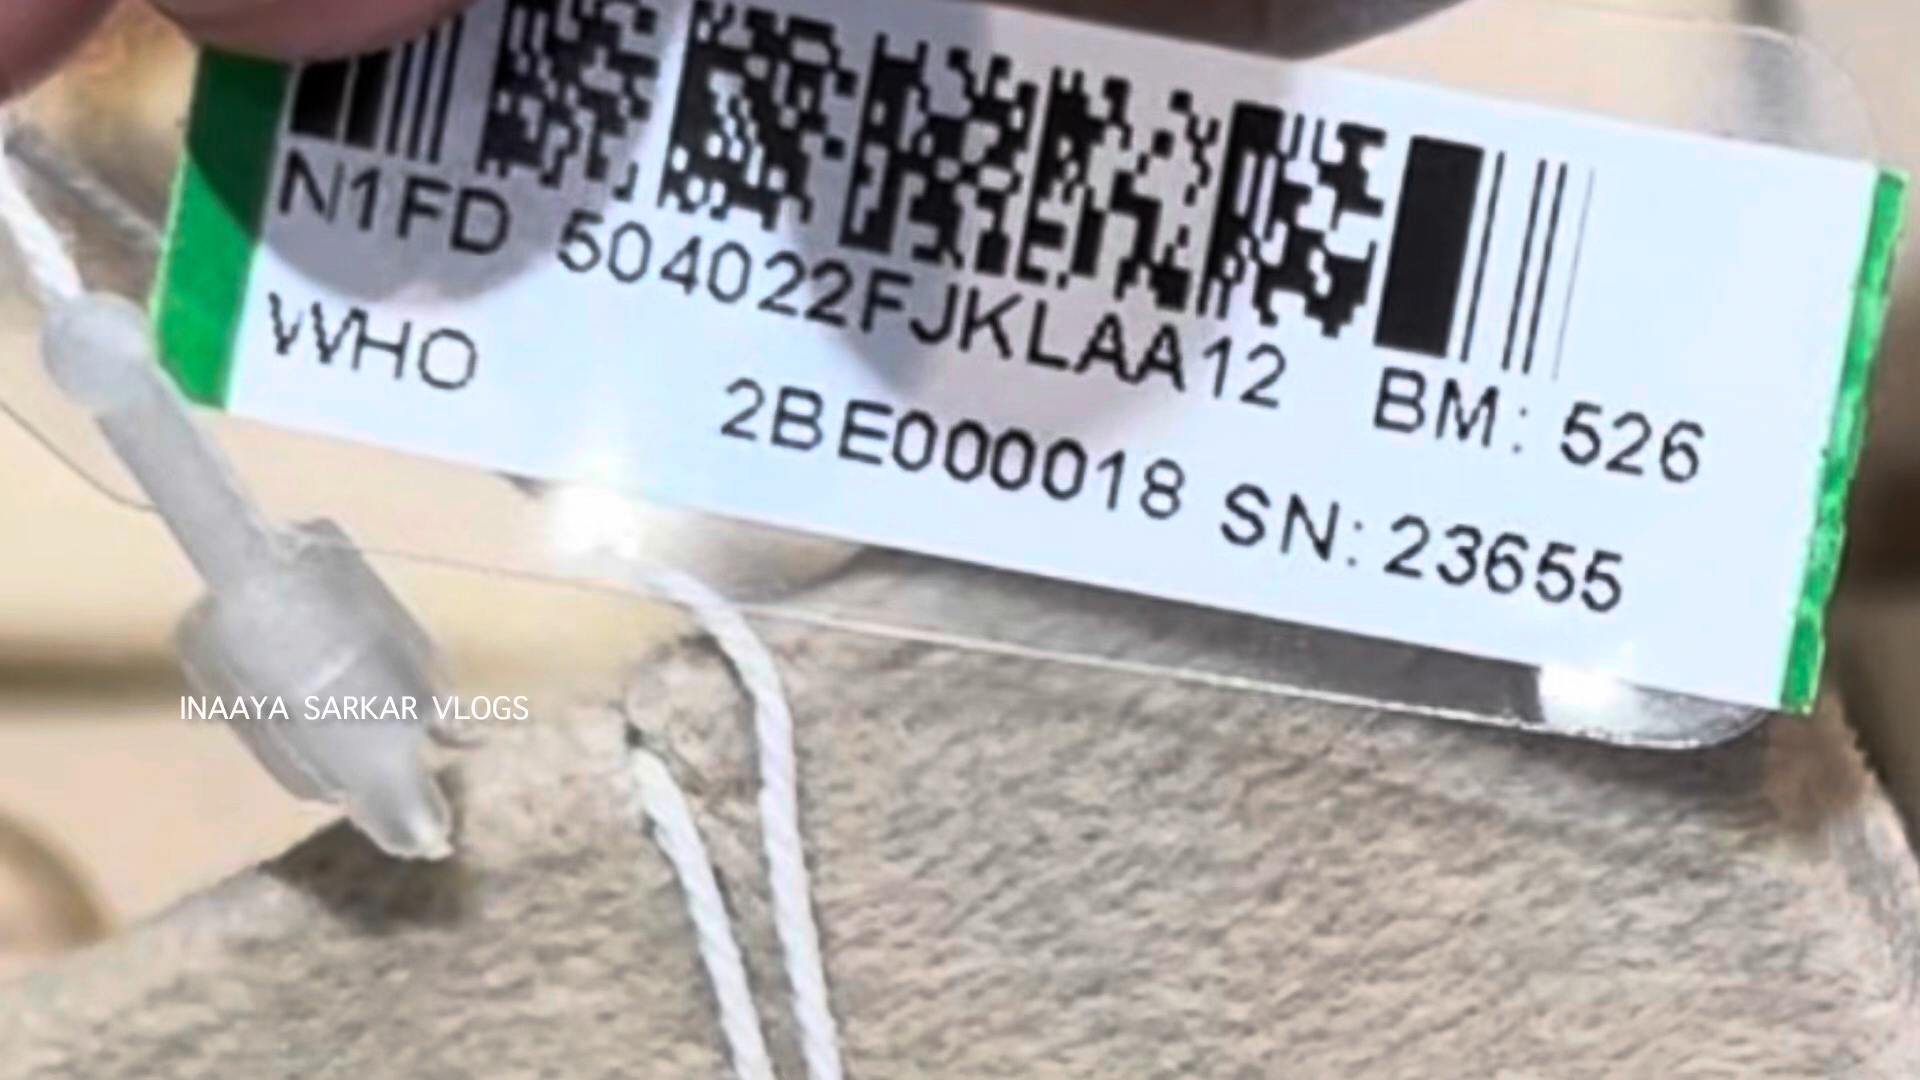 N1FD 504022FJKLAA12 BM: 526
WHO 2BE000018 SN: 23655
INAAYA SARKAR VLOGS